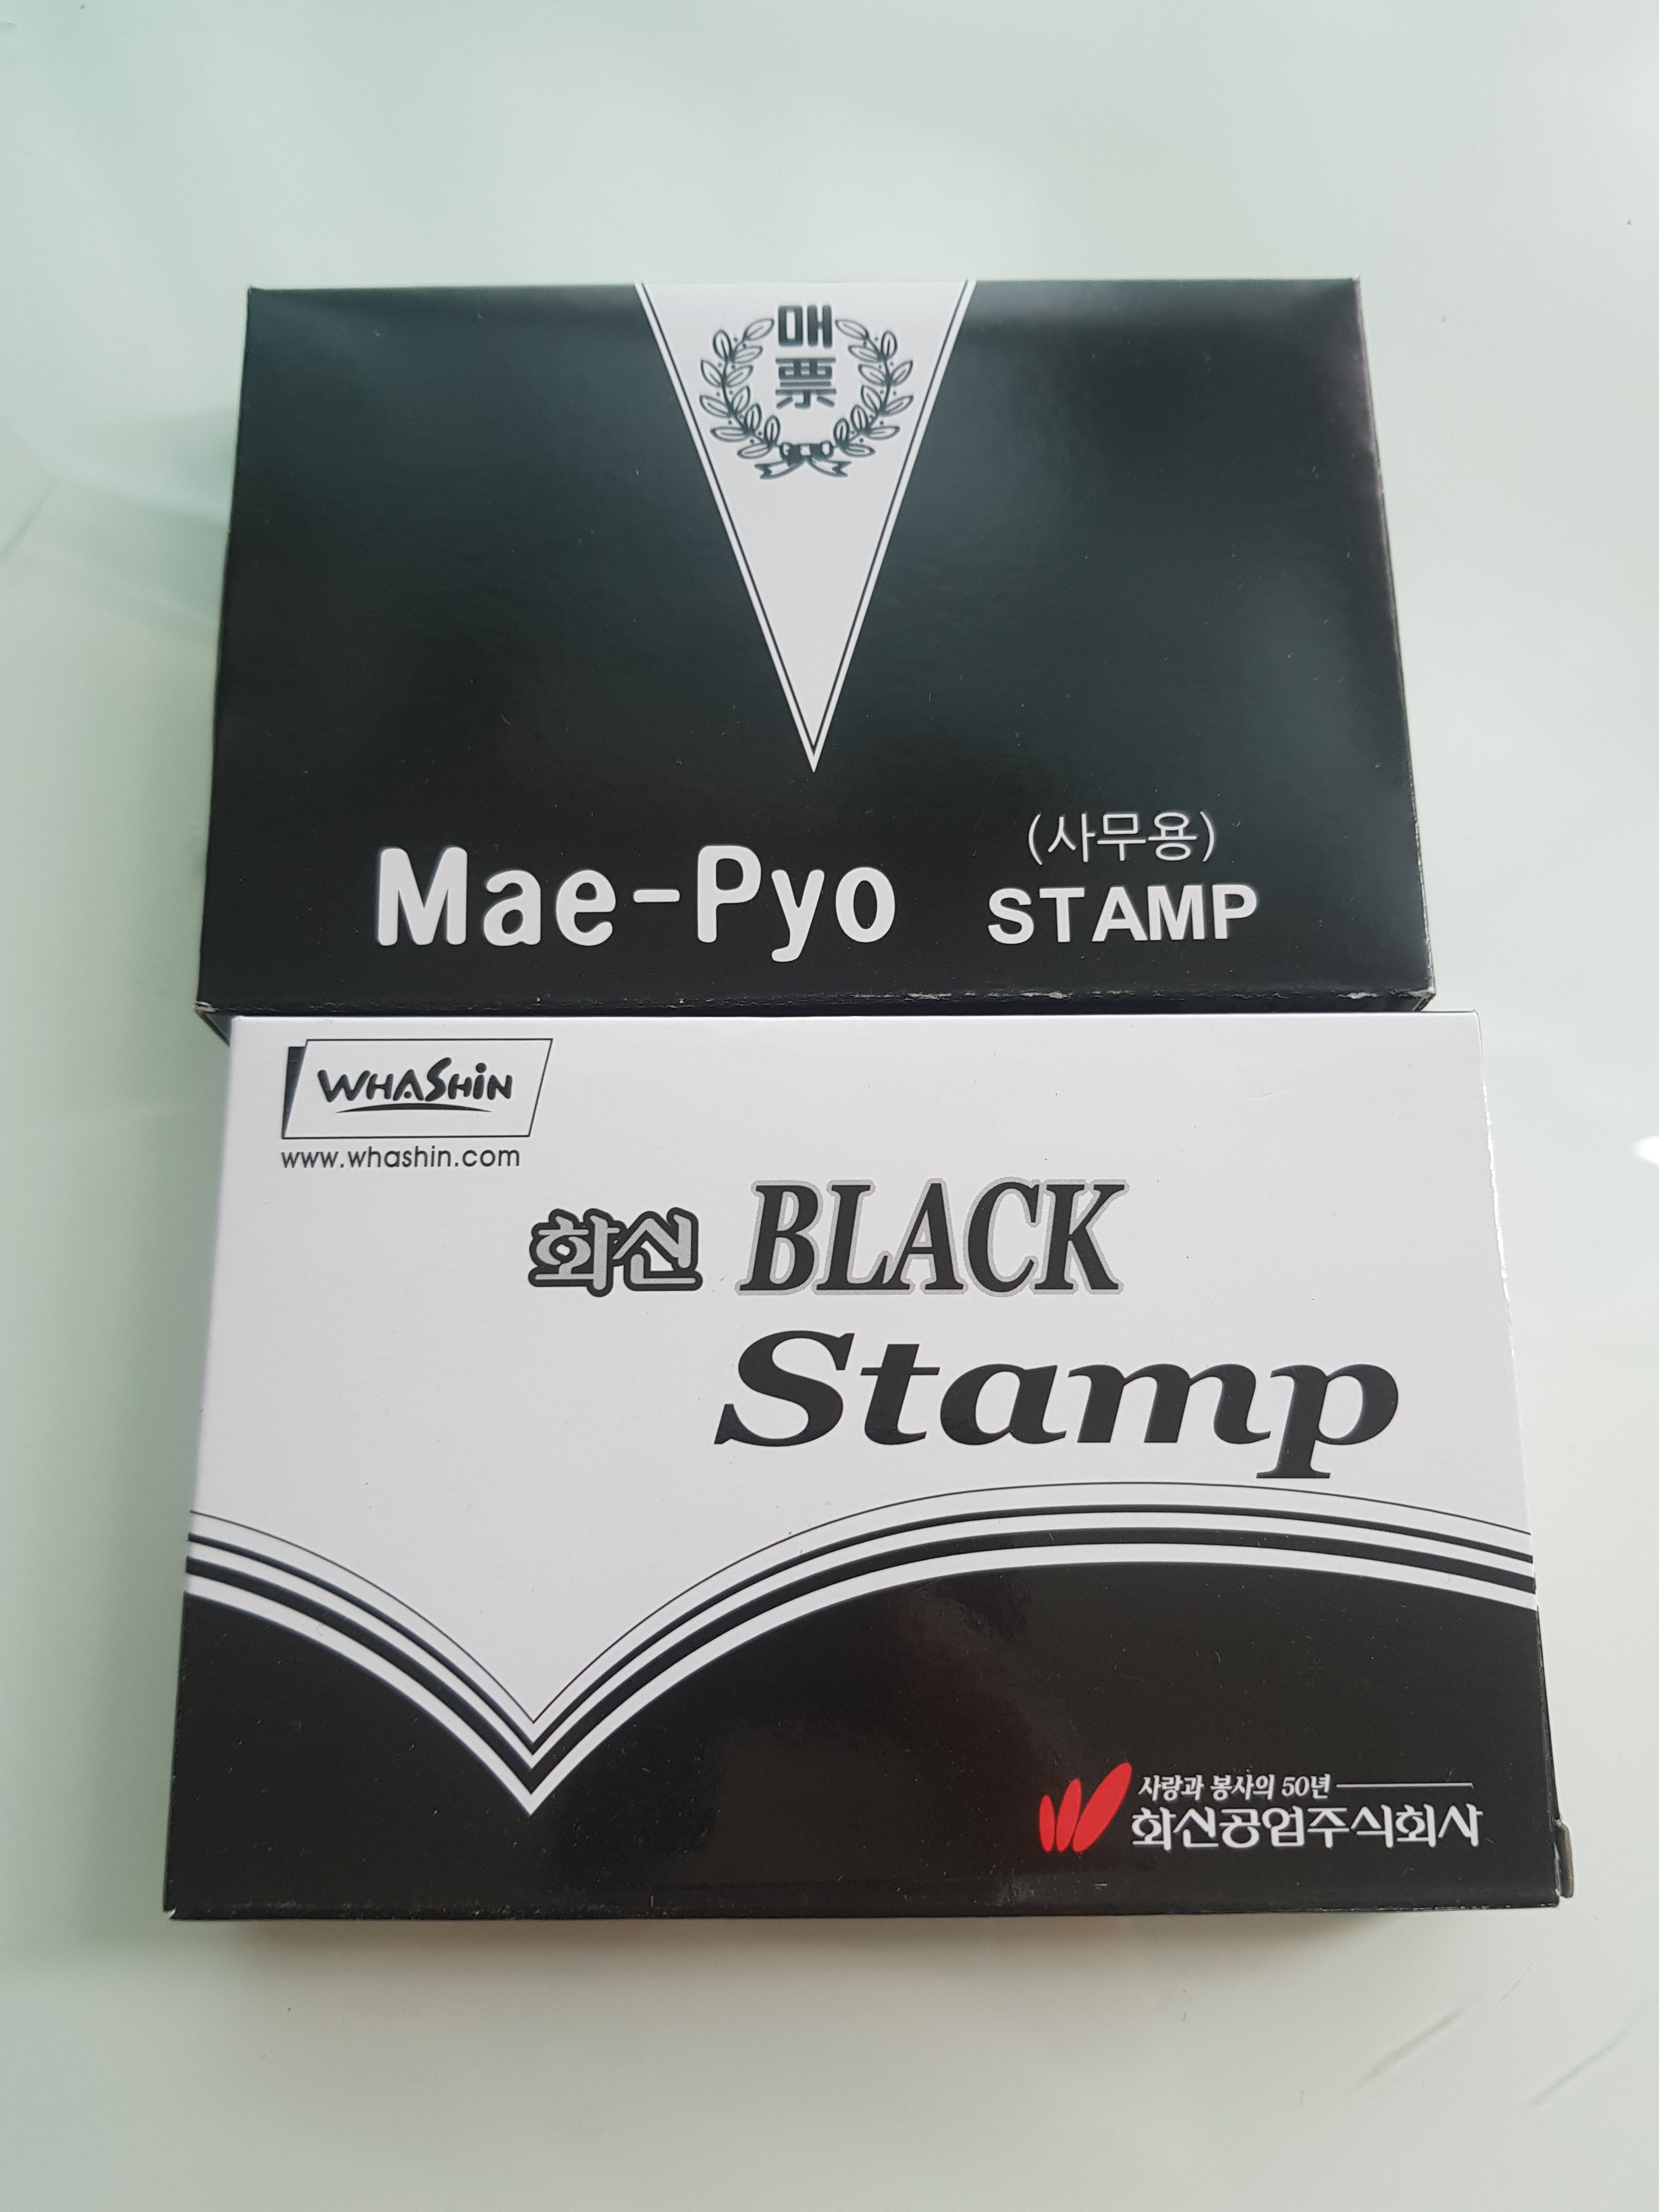 매
票
(사무용)
Mae-Pyo STAMP
WHASHIN
www.whashin.com
화신 BLACK
Stamp
사랑과 봉사의 50년
화신공업주식회사